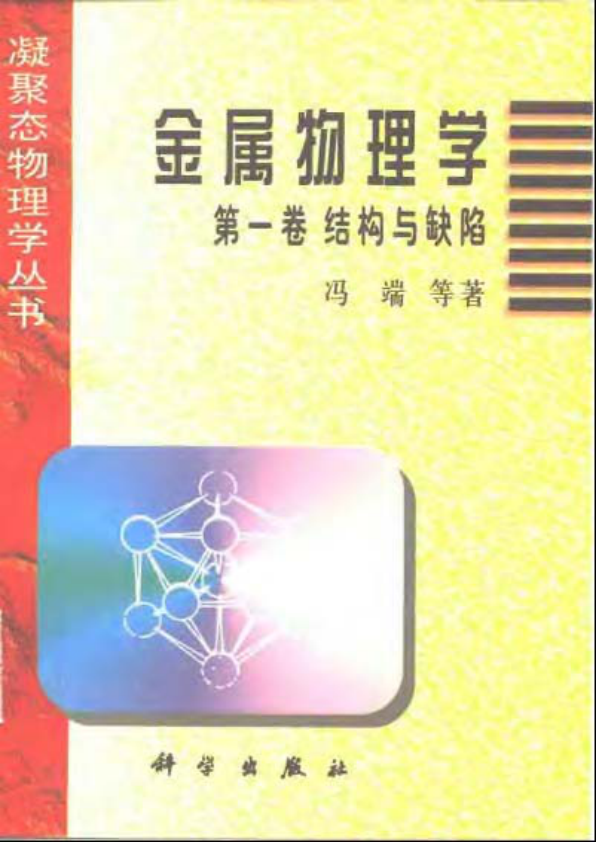 凝聚态物理学丛书
金属物理学
第一卷 结构与缺陷
冯 端 等著
科学出版社